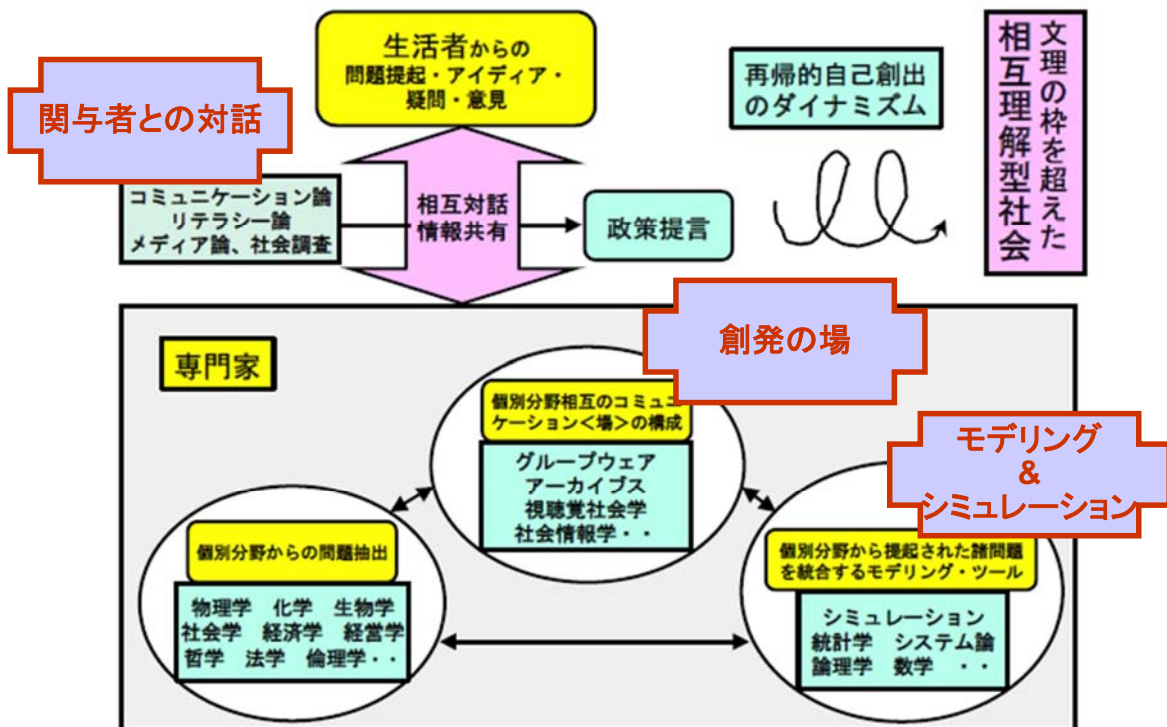 生活者からの
問題提起・アイディア・
疑問・意見
関与者との対話
コミュニケーション論
リテラシー論
メディア論、社会調査
相互対話
情報共有
政策提言
再帰的自己創出
のダイナミズム
文理の枠を超えた
相互理解型社会
専門家
創発の場
個別分野相互のコミュニ
ケーション<場>の構成
グループウェア
アーカイブス
視聴覚社会学
社会情報学・・
モデリング
&
シミュレーション
個別分野からの問題抽出
物理学 化学 生物学
社会学 経済学 経営学
哲学 法学 倫理学・・
個別分野から提起された諸問題
を統合するモデリング・ツール
シミュレーション
統計学 システム論
論理学 数学 ・・